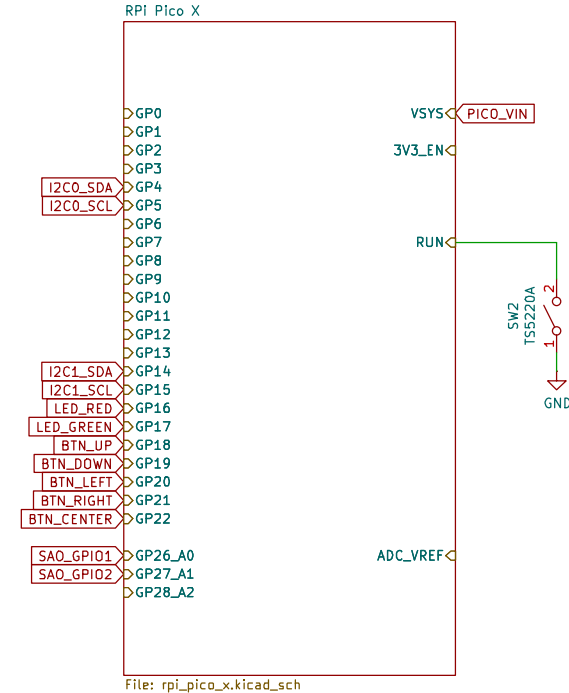 RPi Pico X
GP0
VSYS PICO_VIN
GP1
GP2
3V3_EN
GP3
I2C0_SDA GP4
I2C0_SCL GP5
GP6
GP7
RUN
GP8
GP9
GP10
GP11
GP12
GP13
2
SW2
TS5220A
1
GND
I2C1_SDA GP14
I2C1_SCL GP15
LED_RED GP16
LED_GREEN GP17
BTN_UP GP18
BTN_DOWN GP19
BTN_LEFT GP20
BTN_RIGHT GP21
BTN_CENTER GP22
SAO_GPIO1 GP26_A0
ADC_VREF
SAO_GPIO2 GP27_A1
GP28_A2
File: rpi_pico_x.kicad_sch